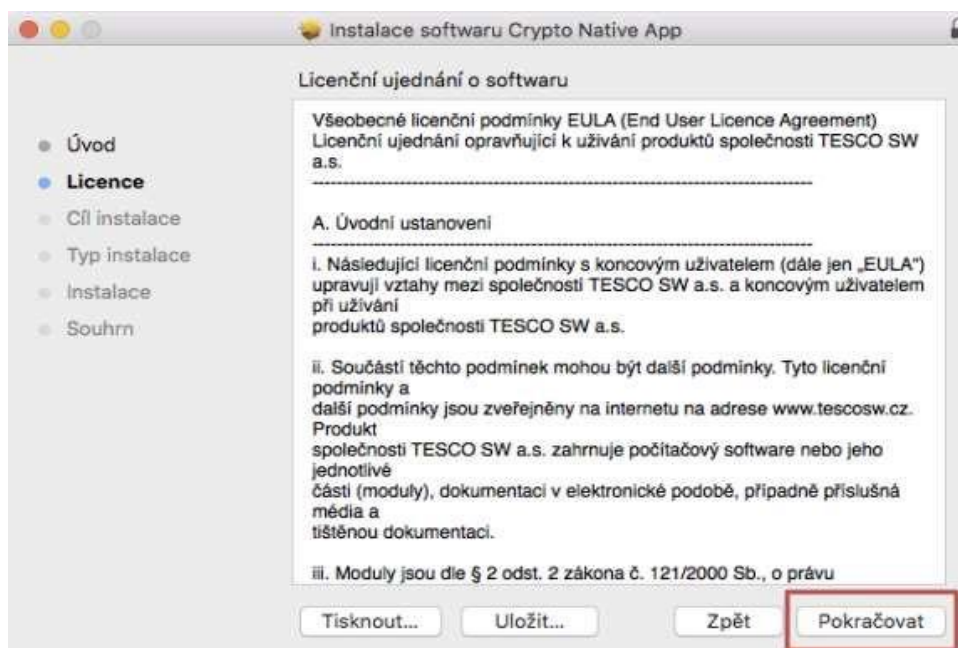 Instalace softwaru Crypto Native App
Licenční ujednání o softwaru
Úvod
Licence
Cíl instalace
Typ instalace
Instalace
Souhrn
Všeobecné licenční podmínky EULA (End User Licence Agreement)
Licenční ujednání opravňující k užívání produktů společnosti TESCO SW
a.s.
--------------------------------------------------------------------------------
A. Úvodní ustanovení
--------------------------------------------------------------------------------
i. Následující licenční podmínky s koncovým uživatelem (dále jen „EULA“)
upravují vztahy mezi společností TESCO SW a.s. a koncovým uživatelem
při užívání
produktů společnosti TESCO SW a.s.
ii. Součástí těchto podmínek mohou být další podmínky. Tyto licenční
podmínky a
další podmínky jsou zveřejněny na internetu na adrese www.tescosw.cz.
Produkt
společnosti TESCO SW a.s. zahrnuje počítačový software nebo jeho
jednotlivé
části (moduly), dokumentaci v elektronické podobě, případně příslušná
média a
tištěnou dokumentaci.
iii. Moduly jsou dle § 2 odst. 2 zákona č. 121/2000 Sb., o právu
Tisknout...
Uložit...
Zpět
Pokračovat